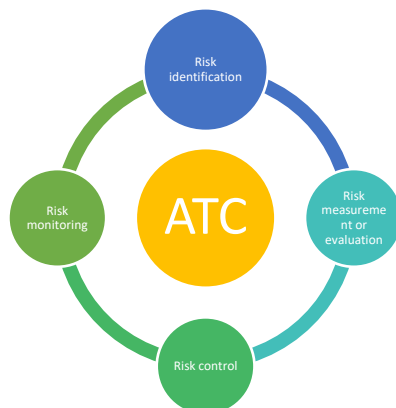 Risk
identification
ATC
Risk
measureme
nt or
evaluation
Risk control
Risk
monitoring